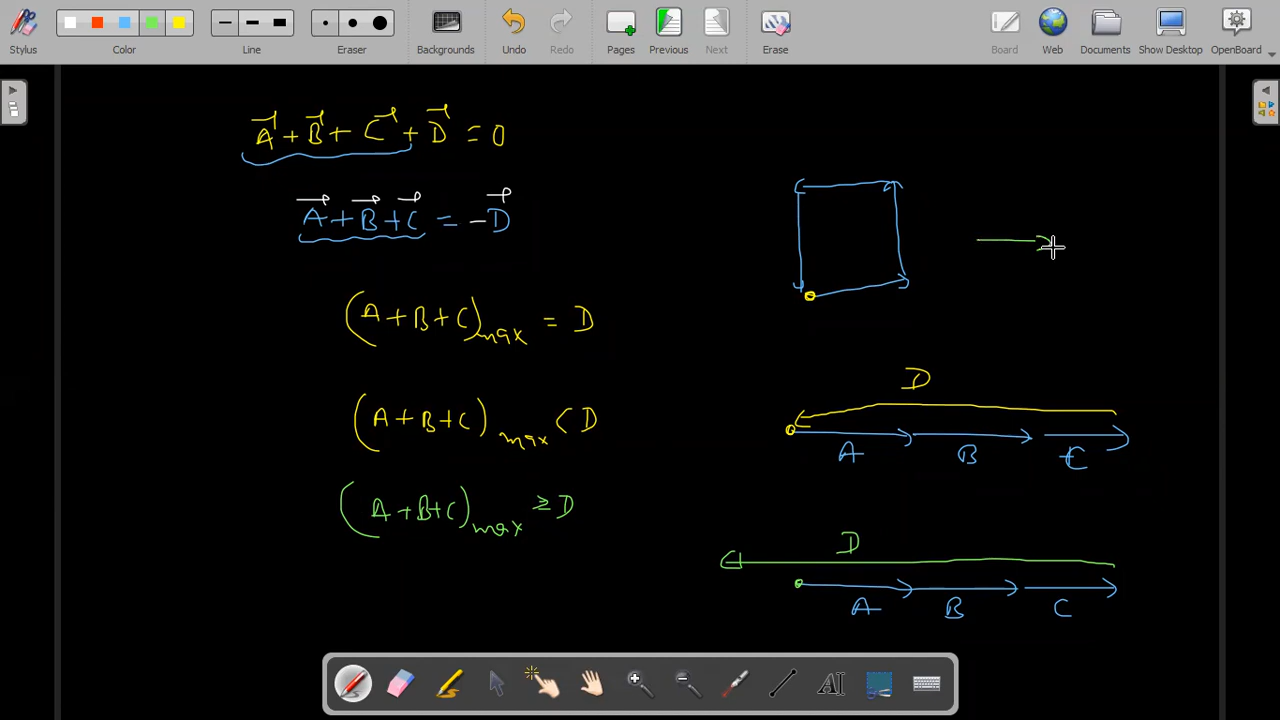 Stylus Color Line Eraser Backgrounds Undo Redo Pages Previous Next Erase Board Web Documents Show Desktop OpenBoard
A⃗ + B⃗ + C⃗ + D⃗ = 0
A⃗ + B⃗ + C⃗ = -D⃗
(A + B + C)max = D
D
(A + B + C)max < D
A B C
(A + B + C)max ≥ D
D
A B C
AI